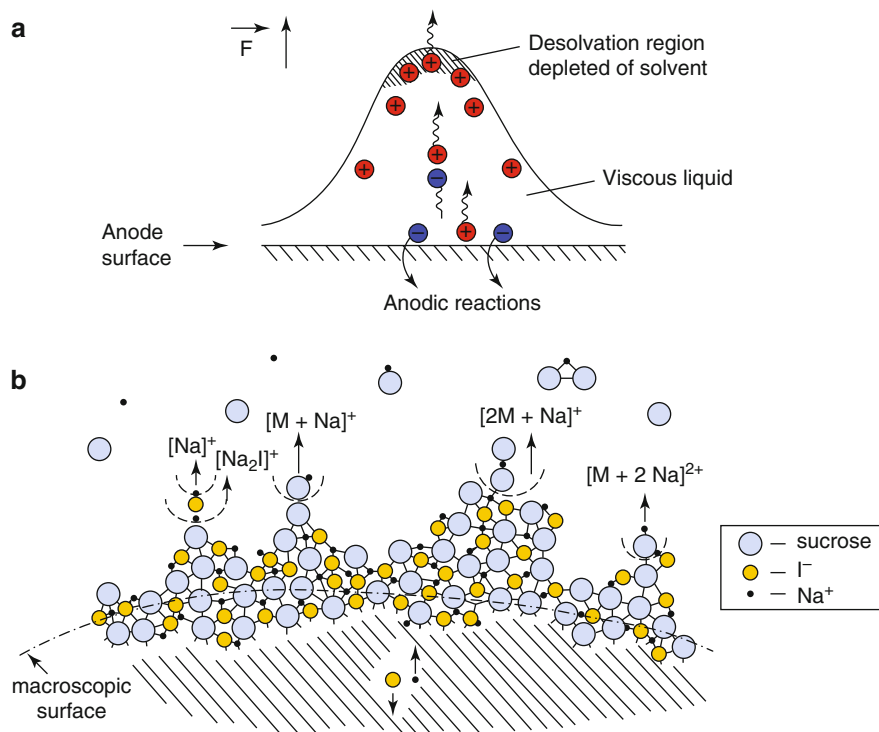 a
F
Desolvation region
depleted of solvent
Viscous liquid
Anode
surface
Anodic reactions
b
[Na]⁺
[Na₂I]⁺
[M + Na]⁺
[2M + Na]⁺
[M + 2 Na]²⁺
sucrose
I⁻
Na⁺
macroscopic
surface